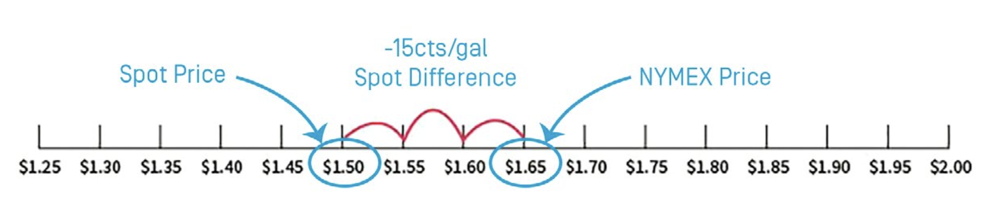 -15cts/gal
Spot Difference
Spot Price
NYMEX Price
$1.25 $1.30 $1.35 $1.40 $1.45 $1.50 $1.55 $1.60 $1.65 $1.70 $1.75 $1.80 $1.85 $1.90 $1.95 $2.00